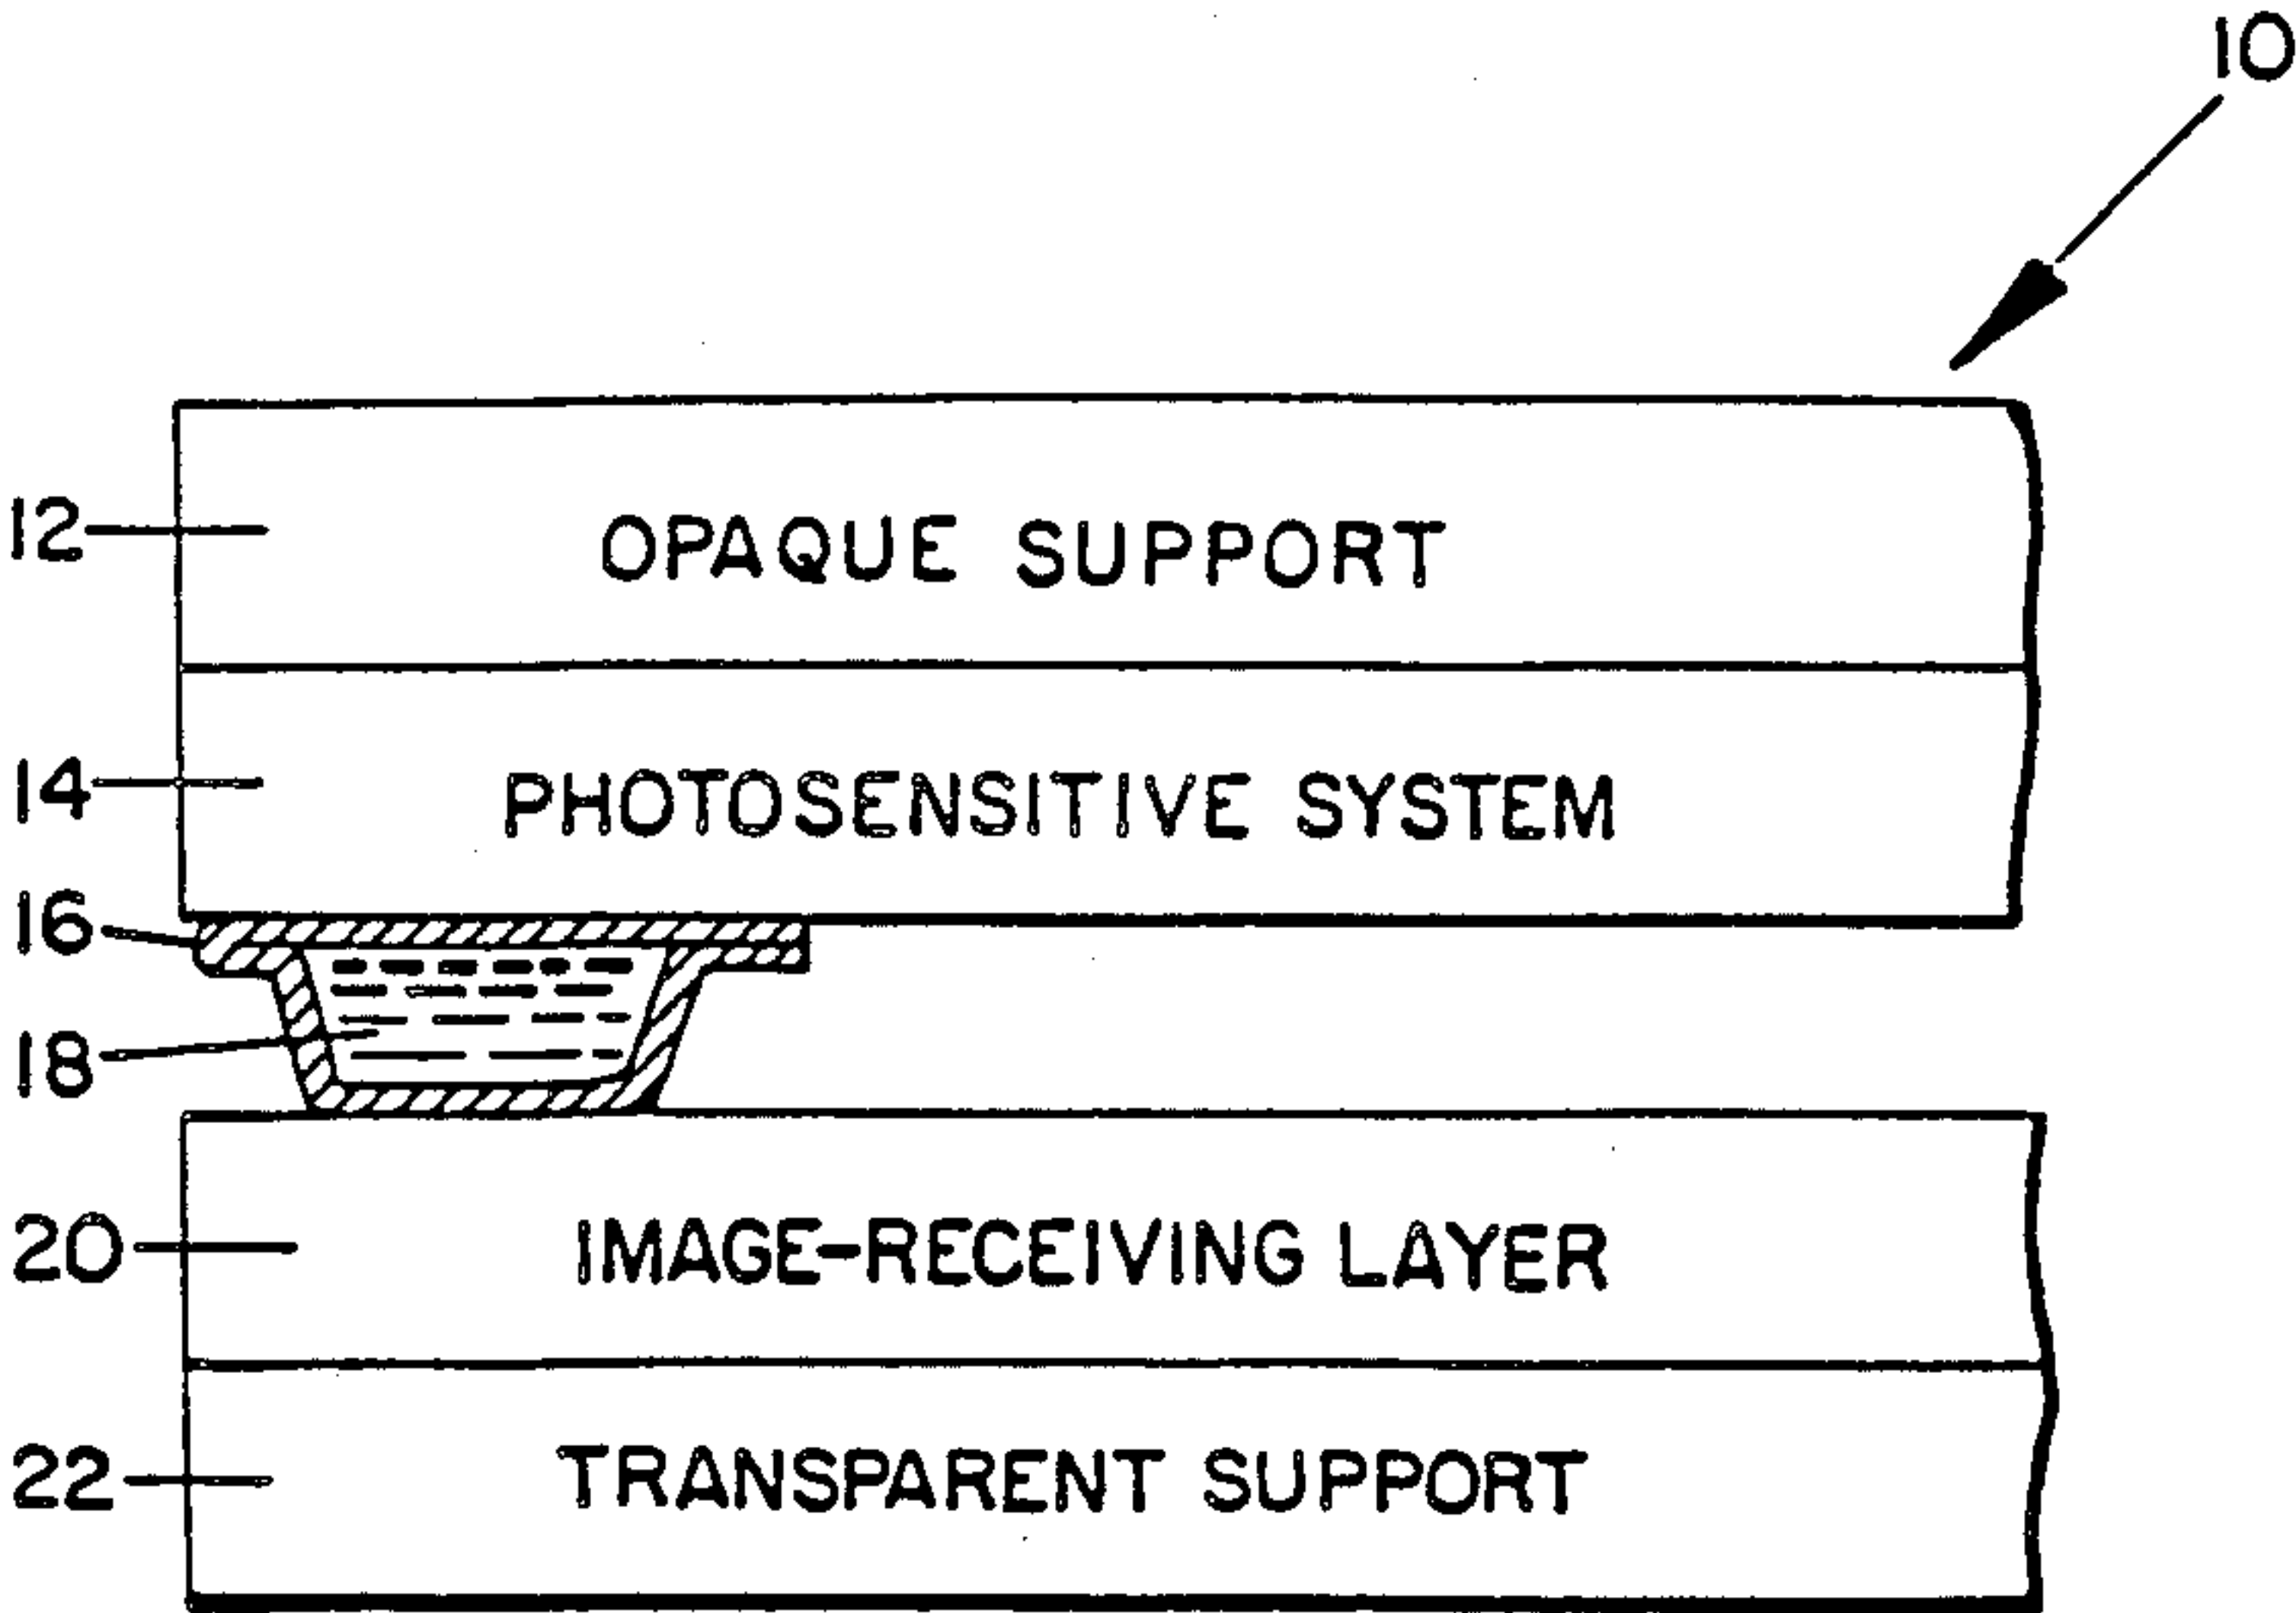 10
12
OPAQUE SUPPORT
14
PHOTOSENSITIVE SYSTEM
16
18
20
IMAGE-RECEIVING LAYER
22
TRANSPARENT SUPPORT